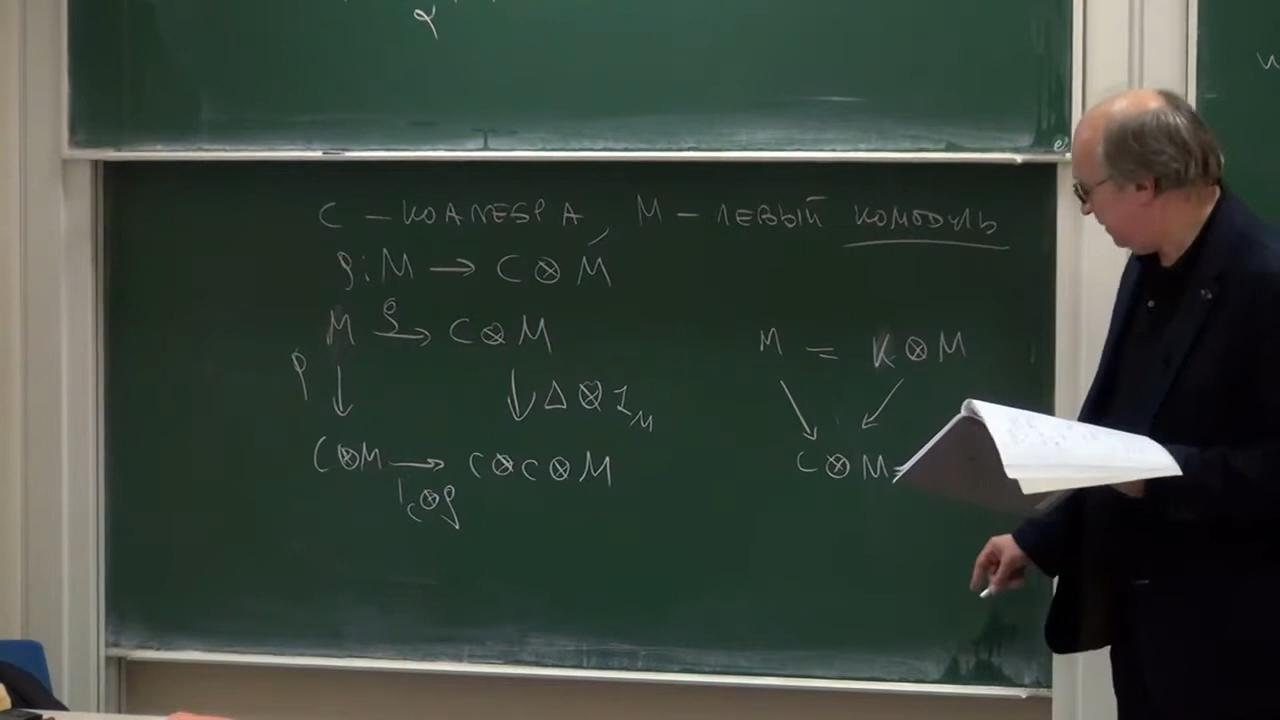 C – КОАЛГЕБРА, М – ЛЕВЫЙ КОМОДУЛЬ
ρ: M → C ⊗ M
M →ρ C ⊗ M
M = K ⊗ M
ρ ↓ ↓ Δ ⊗ 1_M
↘ ↙
C ⊗ M → C ⊗ C ⊗ M
C ⊗ M
1_C ⊗ ρ